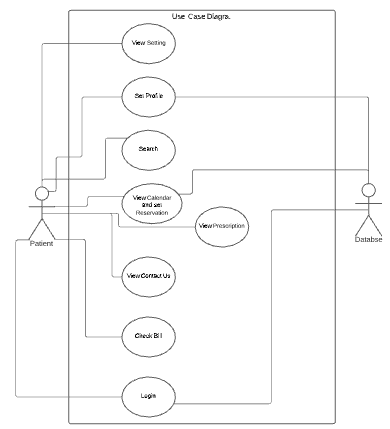 Use Case Diagra.
View Setting
Set Profile
Search
View Calendar
and set
Reservation
View Prescription
Patient
Databse
View Contact Us
Check Bill
Login